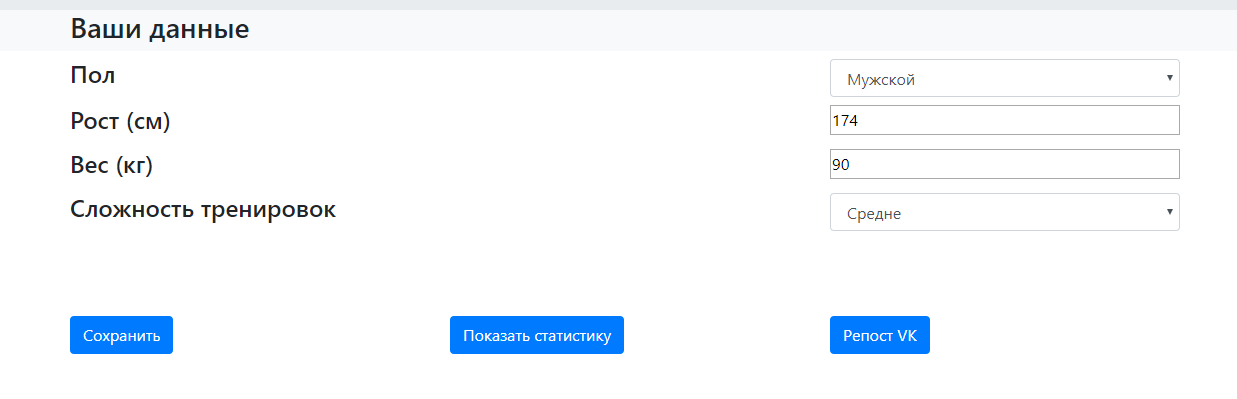 Ваши данные
Пол
Мужской
Рост (см)
174
Вес (кг)
90
Сложность тренировок
Средне
Сохранить
Показать статистику
Репост VK